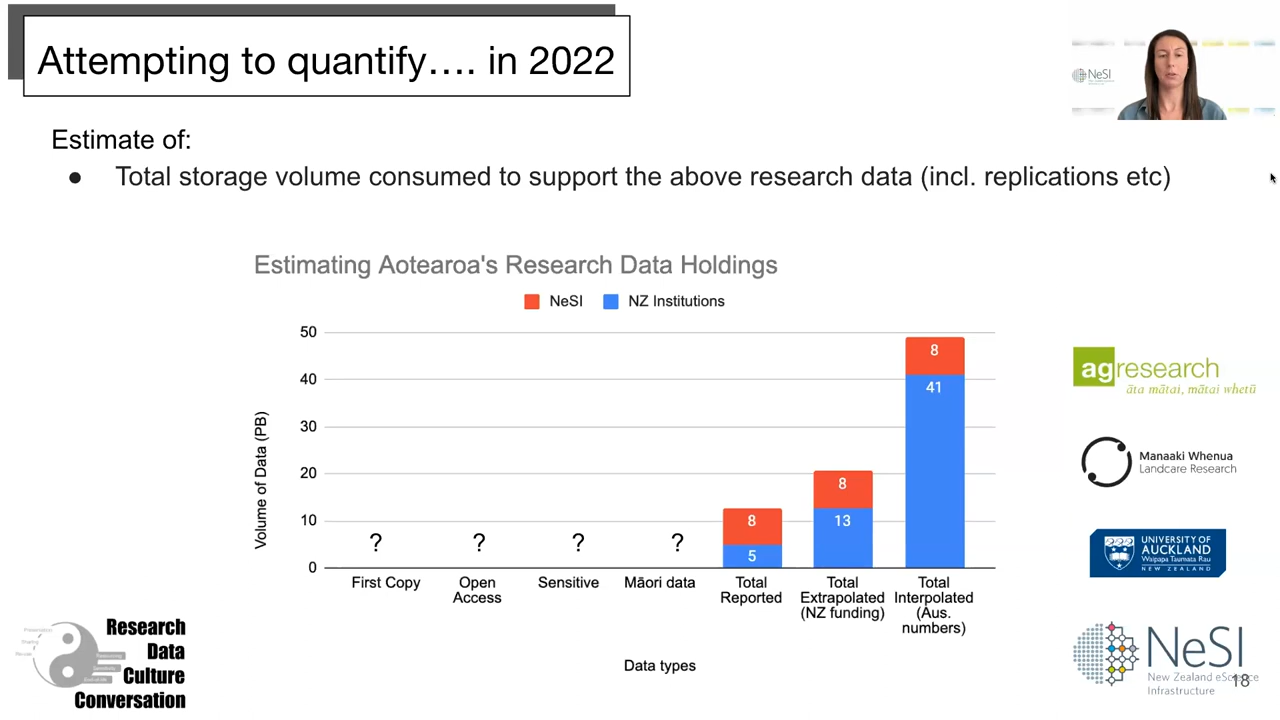 Attempting to quantify…. in 2022
NeSI
Estimate of:
● Total storage volume consumed to support the above research data (incl. replications etc)
Estimating Aotearoa's Research Data Holdings
NeSI NZ Institutions
Volume of Data (PB)
50
40
30
20
10
0
? ? ? ?
8
5
8
13
8
41
First Copy
Open
Access
Sensitive
Māori data
Total
Reported
Total
Extrapolated
(NZ funding)
Total
Interpolated
(Aus.
numbers)
Data types
agresearch
āta mātai, mātai whetū
Manaaki Whenua
Landcare Research
UNIVERSITY OF
AUCKLAND
Waipapa Taumata Rau
NEW ZEALAND
NeSI
New Zealand eScience
Infrastructure
18
Research
Data
Culture
Conversation